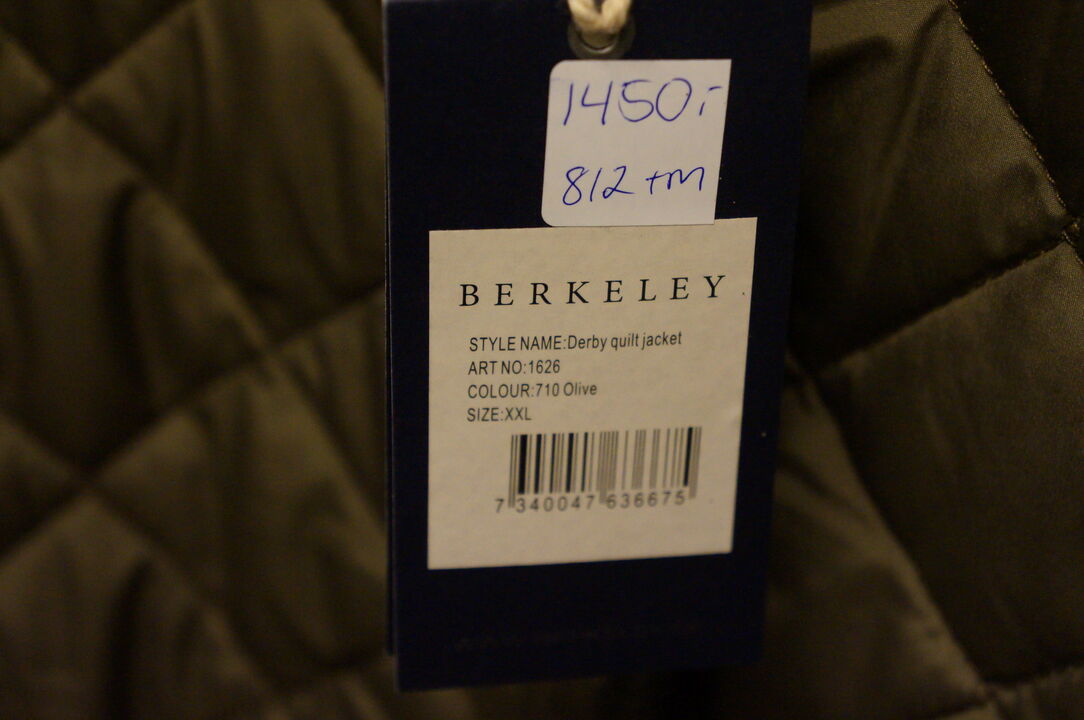 1450:-
812 +m
BERKELEY
STYLE NAME:Derby quilt jacket
ART NO:1626
COLOUR:710 Olive
SIZE:XXL
7 340047 636675